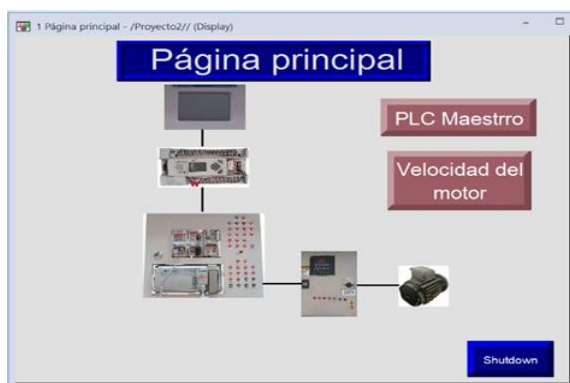 1 Página principal - /Proyecto2// (Display)
Página principal
PLC Maestrro
Velocidad del
motor
Shutdown